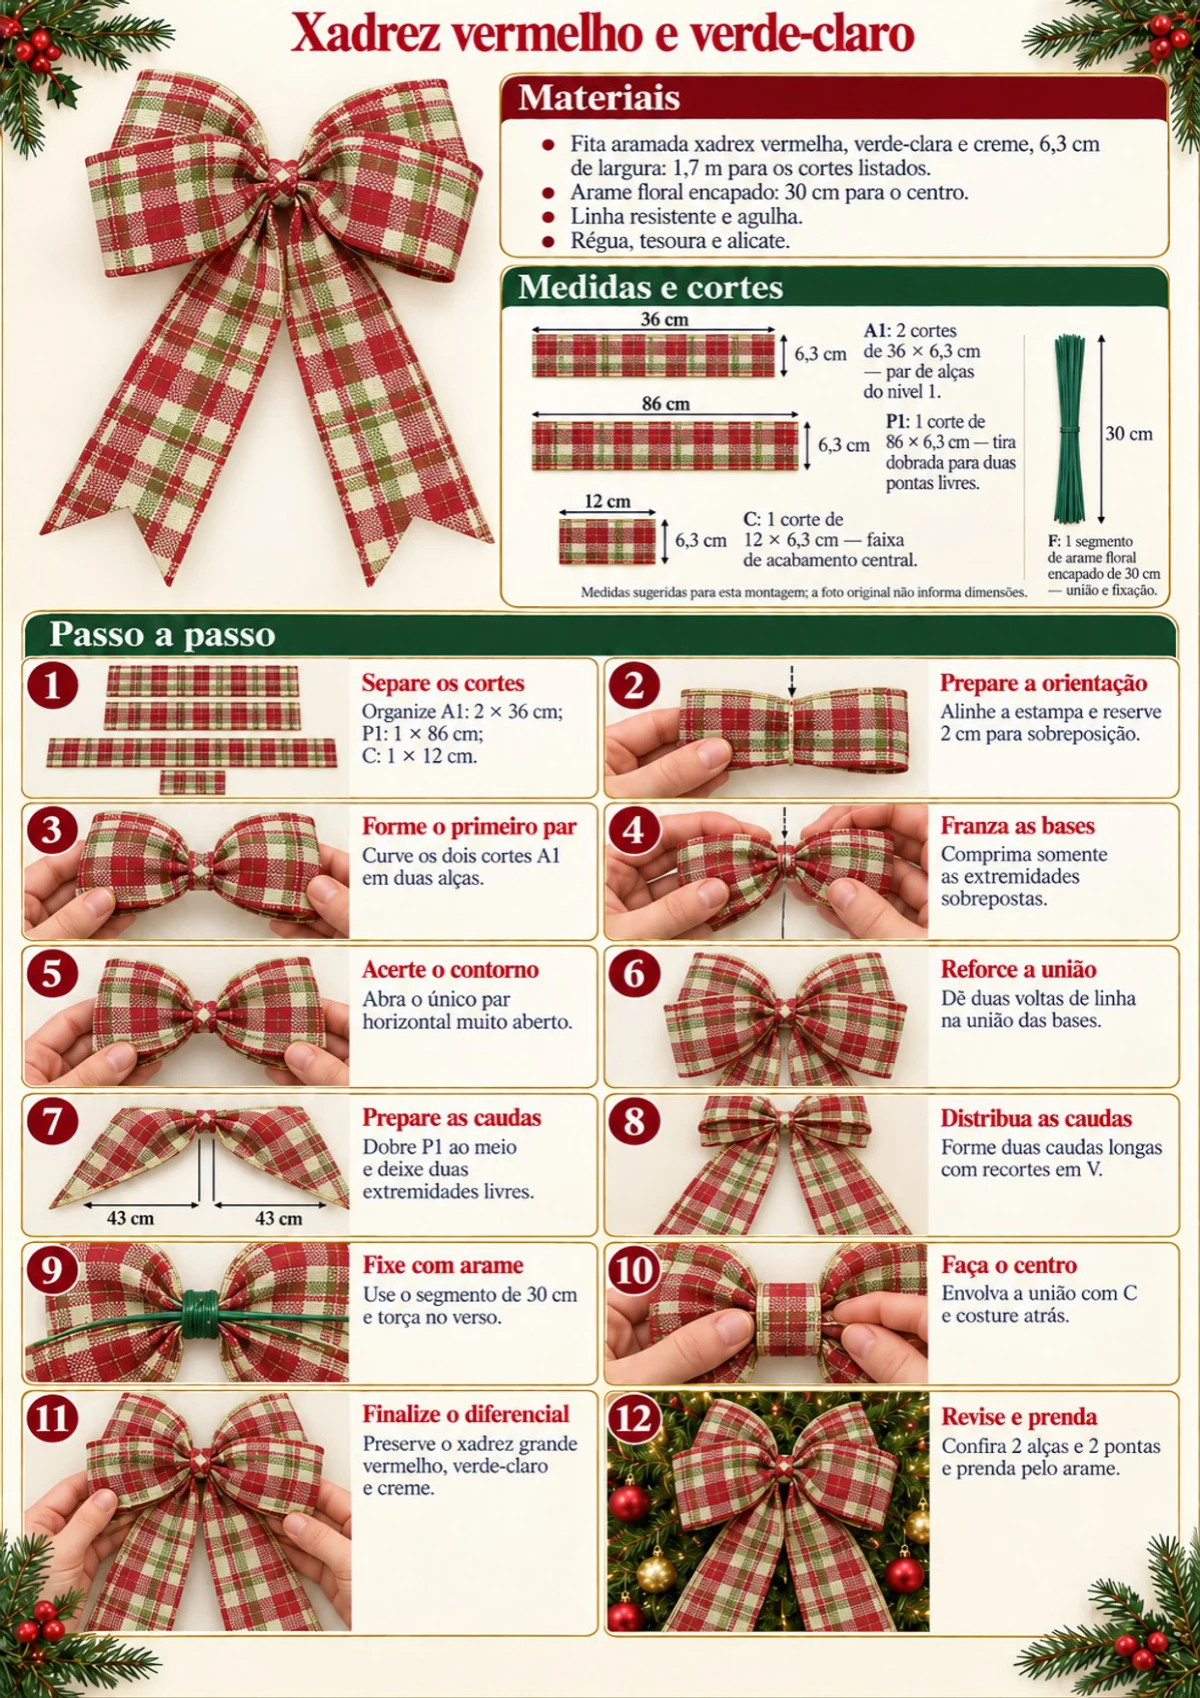 Xadrez vermelho e verde-claro
Materiais
● Fita aramada xadrex vermelha, verde-clara e creme, 6,3 cm
de largura: 1,7 m para os cortes listados.
● Arame floral encapado: 30 cm para o centro.
● Linha resistente e agulha.
● Régua, tesoura e alicate.
Medidas e cortes
36 cm
6,3 cm
A1: 2 cortes
de 36 × 6,3 cm
— par de alças
do nivel 1.
86 cm
6,3 cm
P1: 1 corte de
86 × 6,3 cm — tira
dobrada para duas
pontas livres.
12 cm
6,3 cm
C: 1 corte de
12 × 6,3 cm — faixa
de acabamento central.
30 cm
F: 1 segmento
de arame floral
encapado de 30 cm
— união e fixação.
Medidas sugeridas para esta montagem; a foto original não informa dimensões.
Passo a passo
1
Separe os cortes
Organize A1: 2 × 36 cm;
P1: 1 × 86 cm;
C: 1 × 12 cm.
2
Prepare a orientação
Alinhe a estampa e reserve
2 cm para sobreposição.
3
Forme o primeiro par
Curve os dois cortes A1
em duas alças.
4
Franza as bases
Comprima somente
as extremidades
sobrepostas.
5
Acerte o contorno
Abra o único par
horizontal muito aberto.
6
Reforce a união
Dê duas voltas de linha
na união das bases.
7
43 cm
43 cm
Prepare as caudas
Dobre P1 ao meio
e deixe duas
extremidades livres.
8
Distribua as caudas
Forme duas caudas longas
com recortes em V.
9
Fixe com arame
Use o segmento de 30 cm
e torça no verso.
10
Faça o centro
Envolva a união com C
e costure atrás.
11
Finalize o diferencial
Preserve o xadrez grande
vermelho, verde-claro
e creme.
12
Revise e prenda
Confira 2 alças e 2 pontas
e prenda pelo arame.